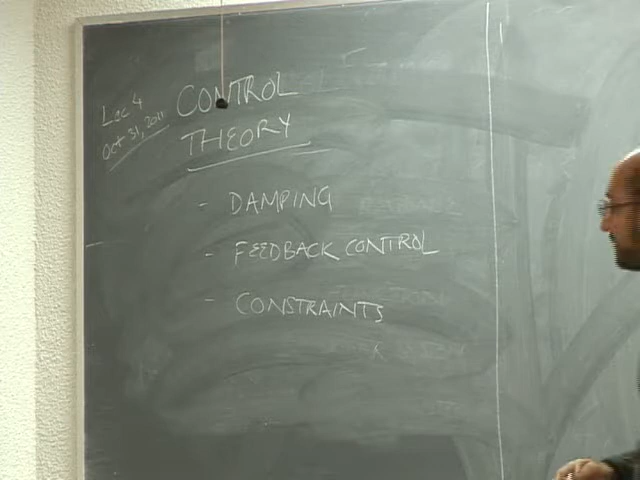 Lec 4
Oct 31, 2011
CONTROL
THEORY
- DAMPING
- FEEDBACK CONTROL
- CONSTRAINTS